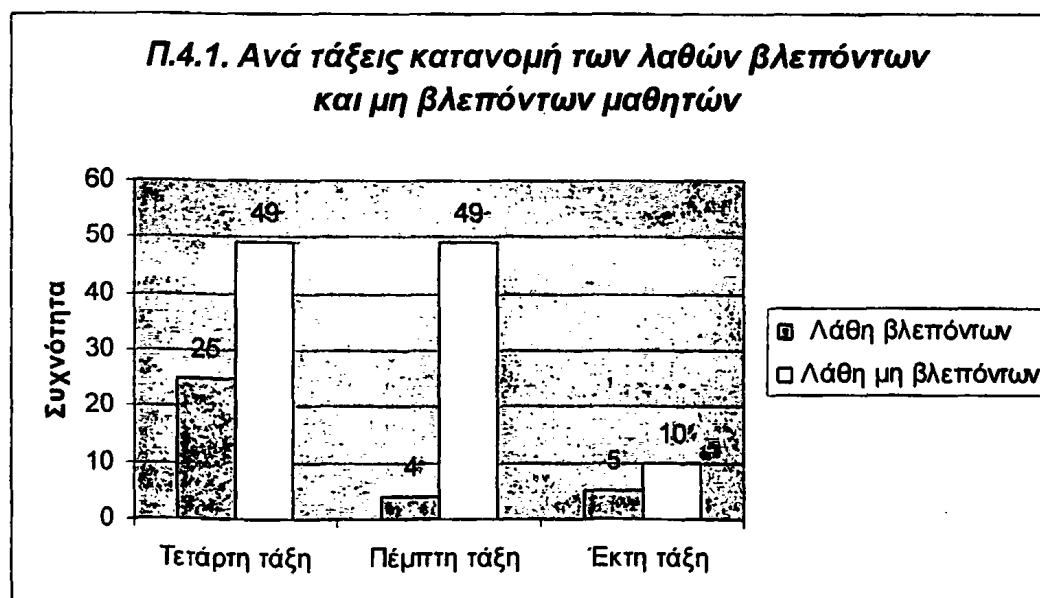 Π.4.1. Ανά τάξεις κατανομή των λαθών βλεπόντων
και μη βλεπόντων μαθητών
Συχνότητα
60
50
40
30
20
10
0
25
49
4
49
5
10
Τετάρτη τάξη
Πέμπτη τάξη
Έκτη τάξη
Λάθη βλεπόντων
Λάθη μη βλεπόντων